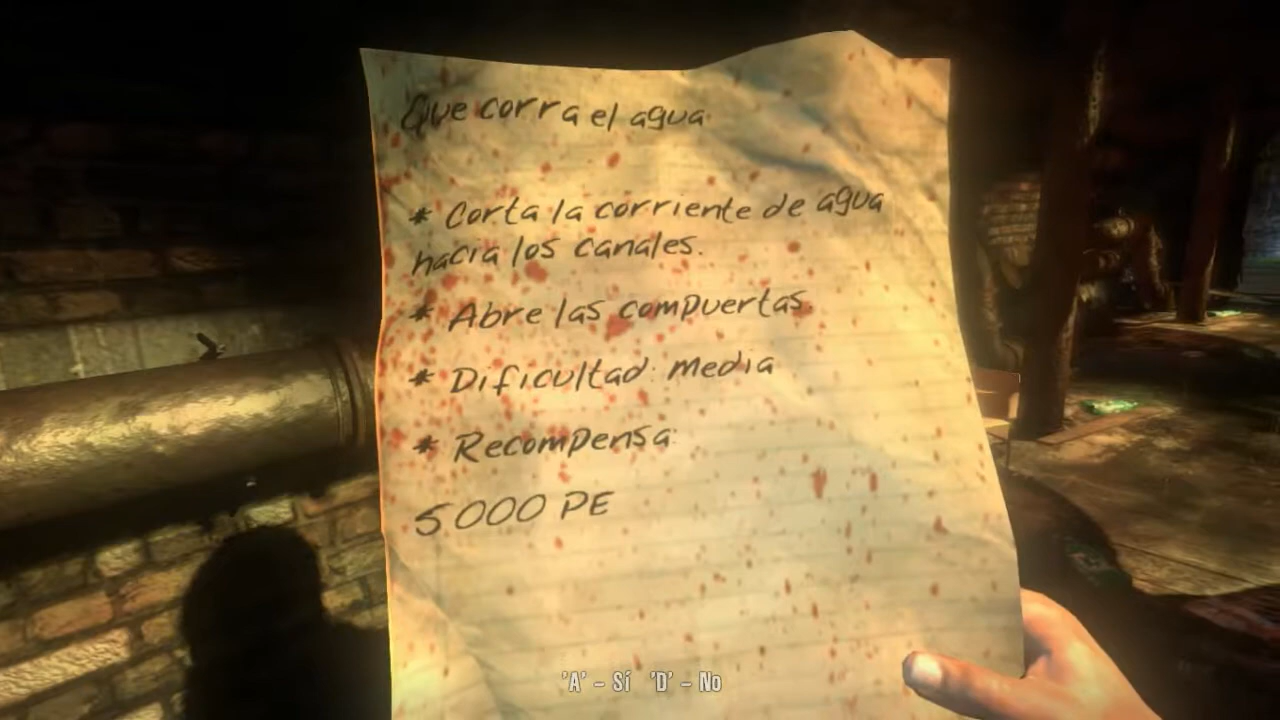 Que corra el agua
* Corta la corriente de agua
hacia los canales.
* Abre las compuertas.
* Dificultad: media
* Recompensa:
5000 PE
'A' - Sí 'D' - No